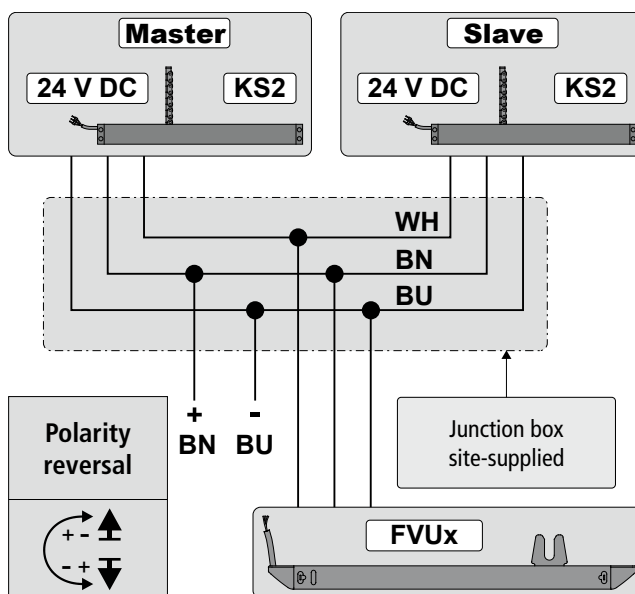 Master
24 V DC
KS2
Slave
24 V DC
KS2
WH
BN
BU
+
BN
-
BU
Polarity
reversal
+ -
- +
Junction box
site-supplied
FVUx